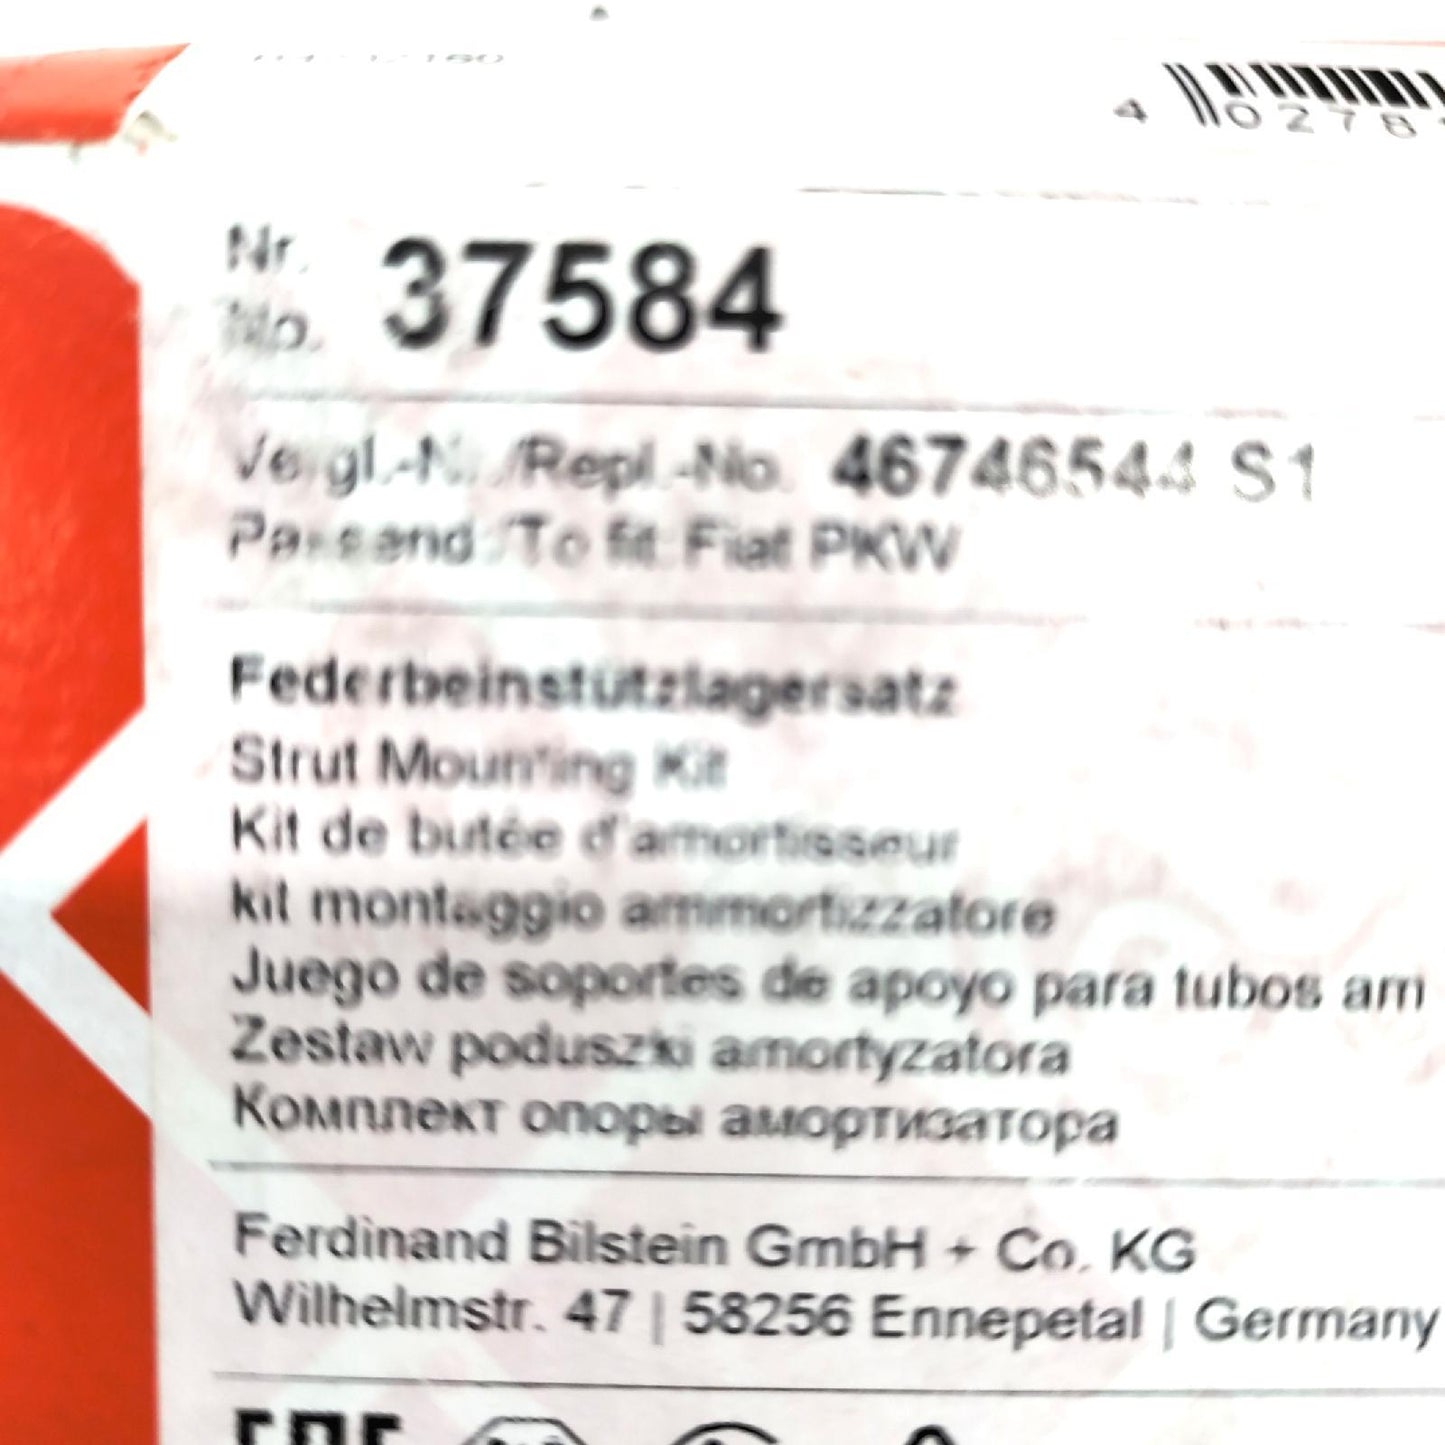 4 0278
Nr.
No. 37584
Vergl.-Nr./Repl.-No. 46746544 S1
Passend/To fit: Fiat PKW
Federbeinstützlagersatz
Strut Mounting Kit
Kit de butée d'amortisseur
kit montaggio ammortizzatore
Juego de soportes de apoyo para tubos am
Zestaw poduszki amortyzatora
Комплект опоры амортизатора
Ferdinand Bilstein GmbH + Co. KG
Wilhelmstr. 47 | 58256 Ennepetal | Germany